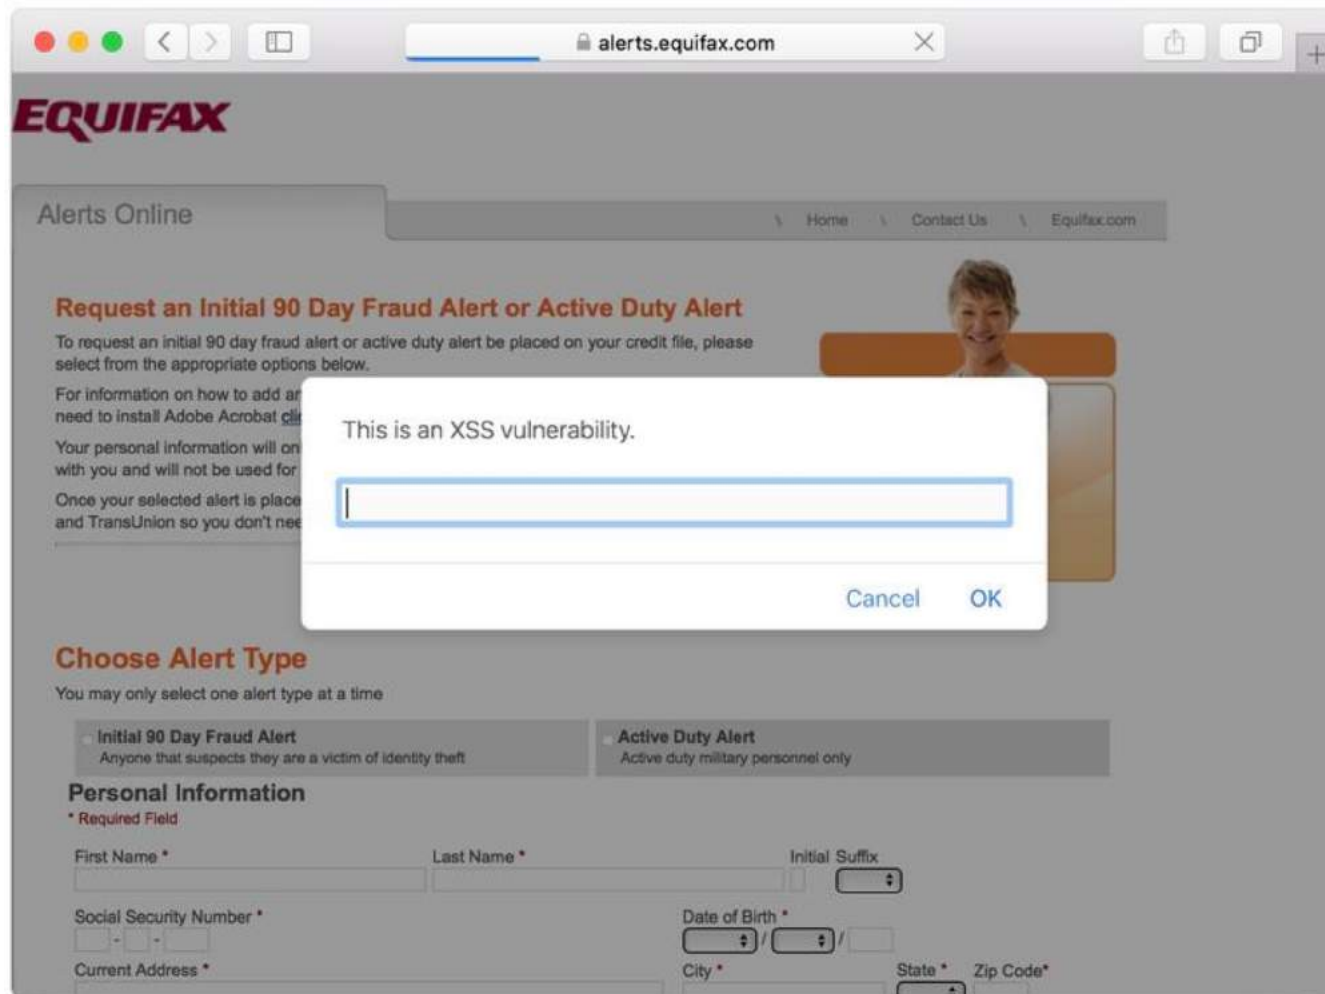 alerts.equifax.com
EQUIFAX
Alerts Online
\ Home \ Contact Us \ Equifax.com
Request an Initial 90 Day Fraud Alert or Active Duty Alert
To request an initial 90 day fraud alert or active duty alert be placed on your credit file, please
select from the appropriate options below.
For information on how to add an
need to install Adobe Acrobat
Your personal information will
with you and will not be used for
Once your selected alert is
and TransUnion so you don't
This is an XSS vulnerability.
Cancel OK
Choose Alert Type
You may only select one alert type at a time
Initial 90 Day Fraud Alert
Anyone that suspects they are a victim of identity theft
Active Duty Alert
Active duty military personnel only
Personal Information
* Required Field
First Name * Last Name * Initial Suffix
Social Security Number * Date of Birth *
- - / /
Current Address * City * State * Zip Code*